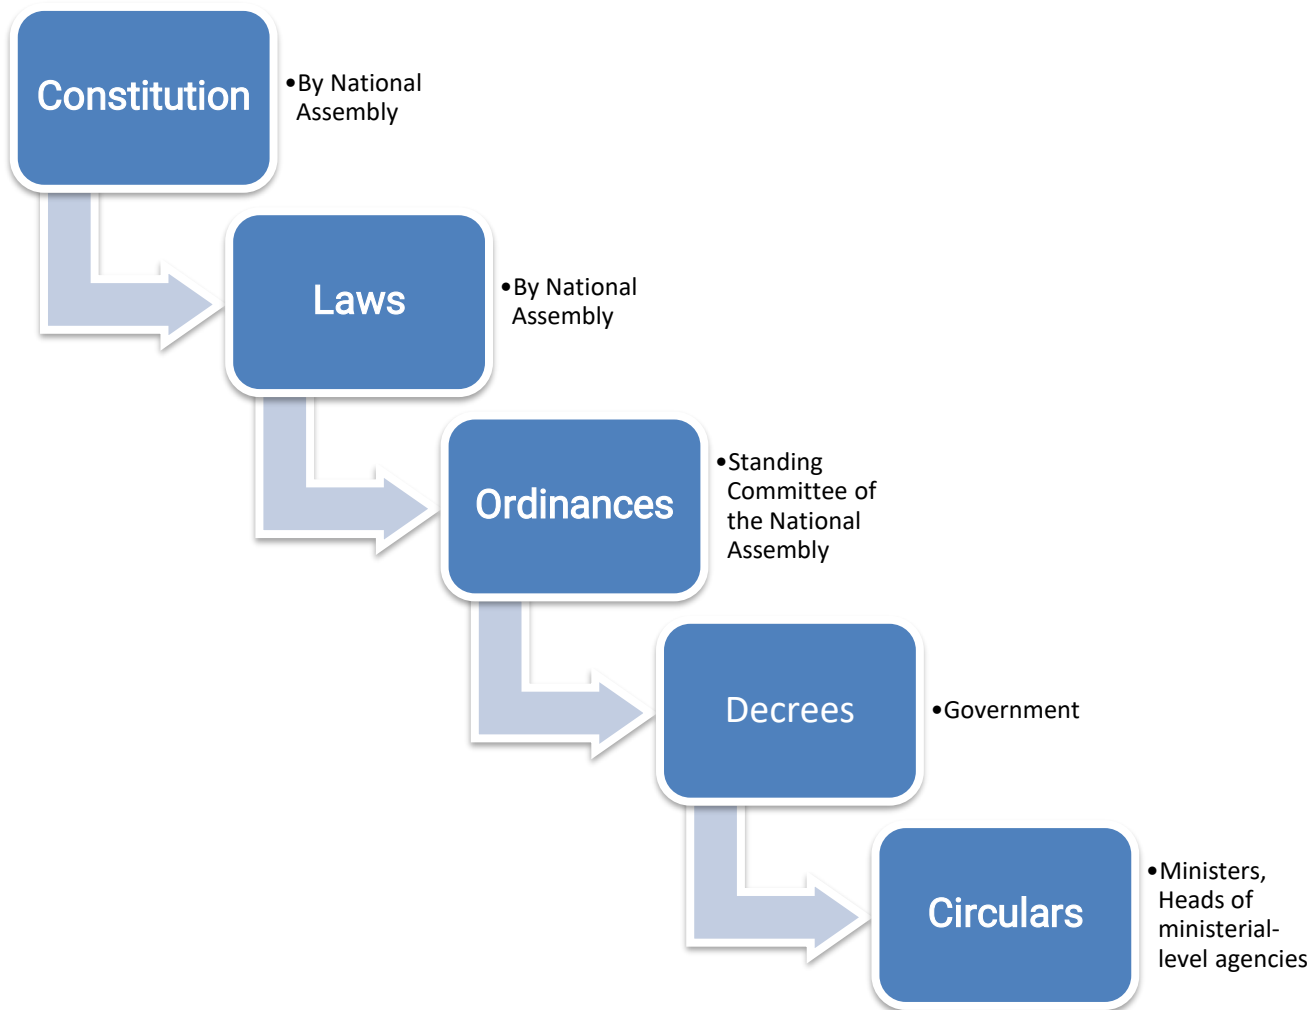 Constitution
•By National
Assembly
Laws
•By National
Assembly
Ordinances
•Standing
Committee of
the National
Assembly
Decrees
•Government
Circulars
•Ministers,
Heads of
ministerial-
level agencies